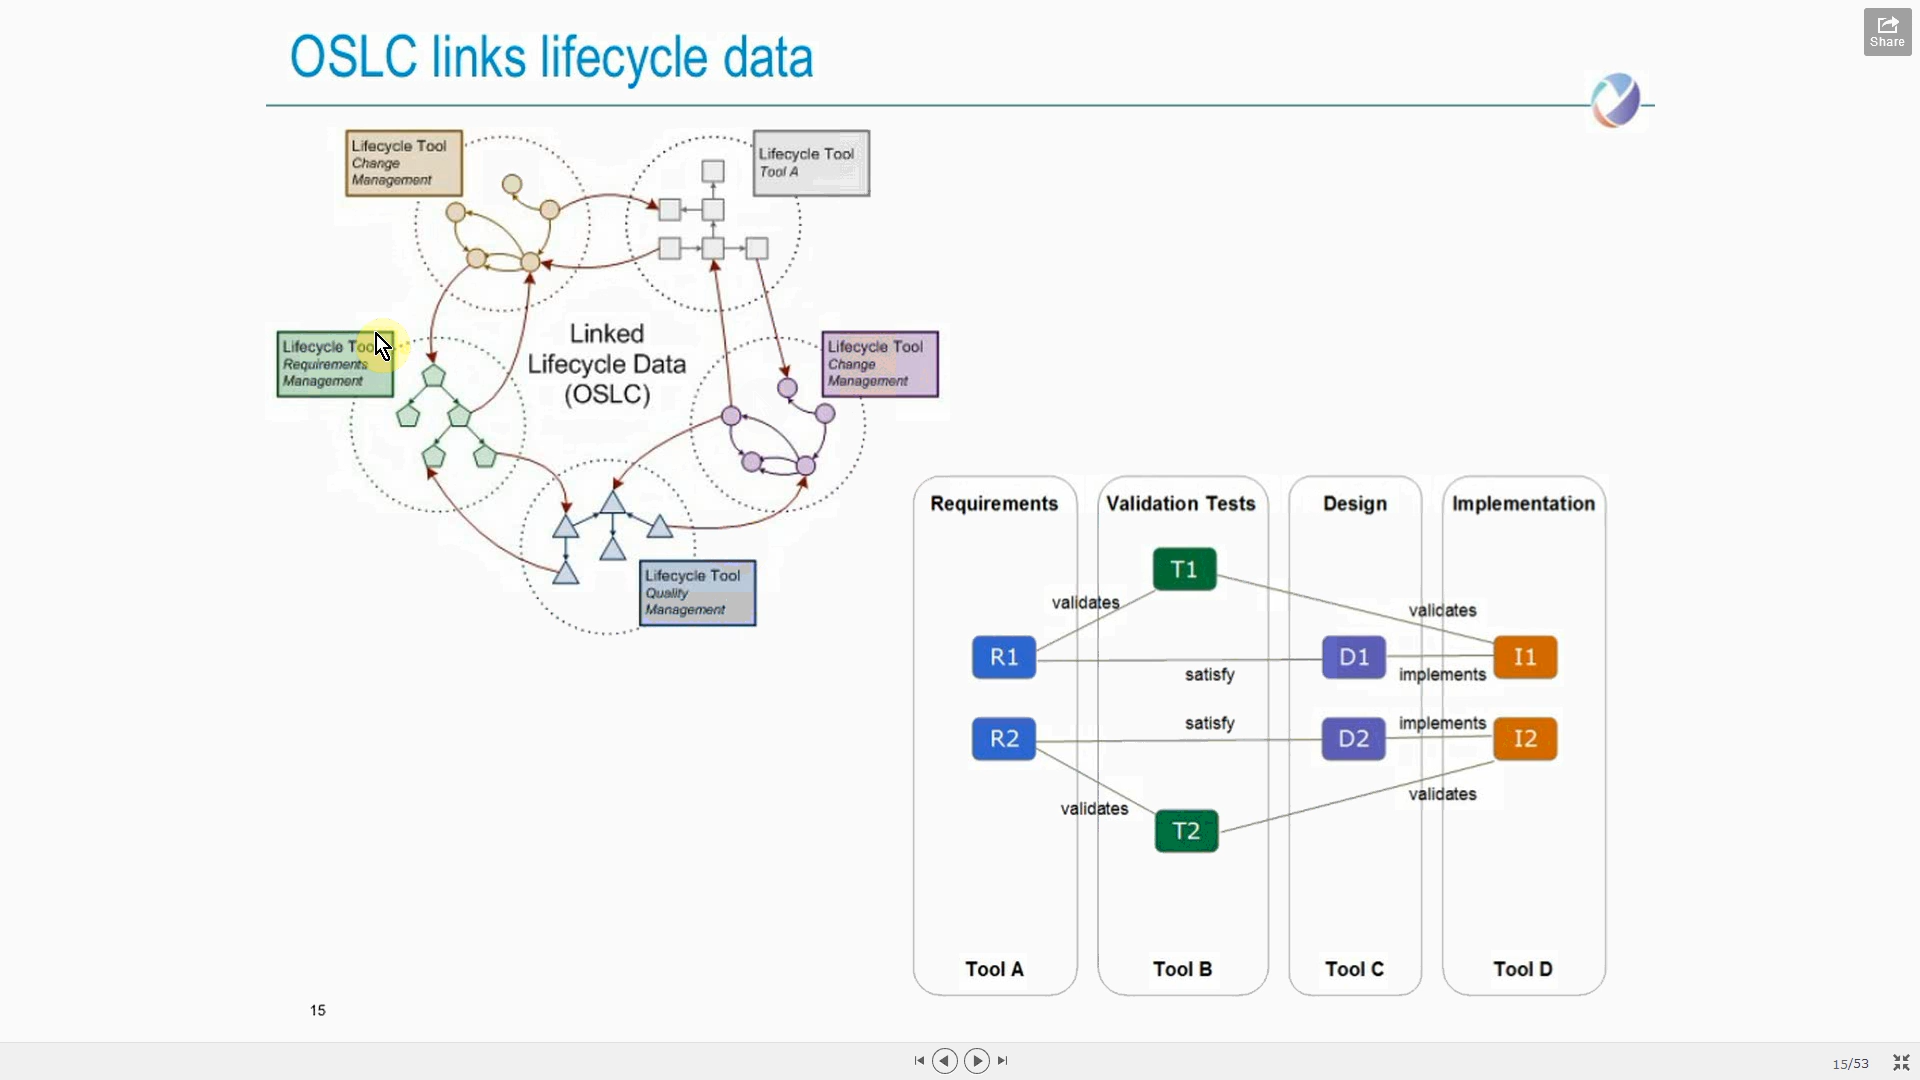 OSLC links lifecycle data
Share
Lifecycle Tool
Change
Management
Lifecycle Tool
Tool A
Linked
Lifecycle Data
(OSLC)
Lifecycle
Requirements
Management
Lifecycle Tool
Change
Management
Lifecycle Tool
Quality
Management
Requirements
Validation Tests
Design
Implementation
T1
validates
validates
R1
D1
I1
satisfy
implements
satisfy
implements
R2
D2
I2
validates
validates
T2
Tool A
Tool B
Tool C
Tool D
15
15/53